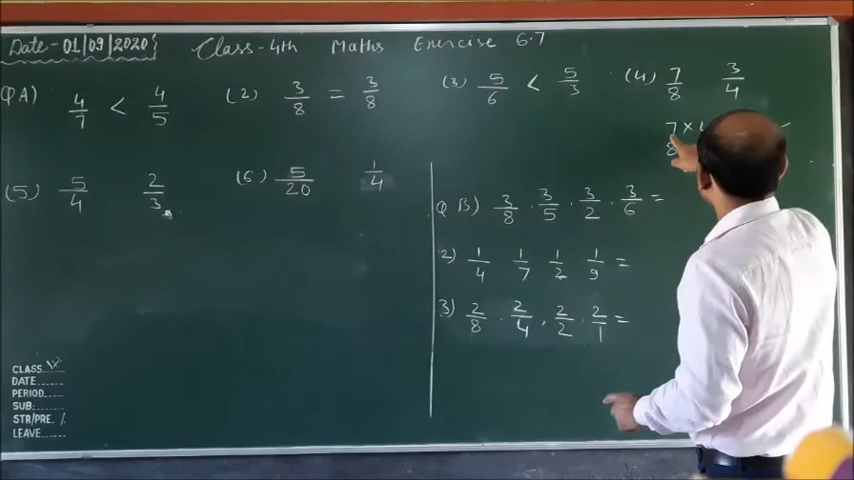 Date-01/09/2020 Class-4th Maths Exercise 6.7
Q A) 4/7 < 4/5 (2) 3/8 = 3/8 (3) 5/6 < 5/3 (4) 7/8 3/4
7×
8
(5) 5/4 2/3 (6) 5/20 1/4
Q B) 3/8 . 3/5 . 3/2 . 3/6 =
2) 1/4 1/7 1/2 1/9 =
3) 2/8 . 2/4 , 2/2 . 2/1 =
CLASS...IV
DATE......
PERIOD.....
SUB:......
STR/PRE. /
LEAVE.......